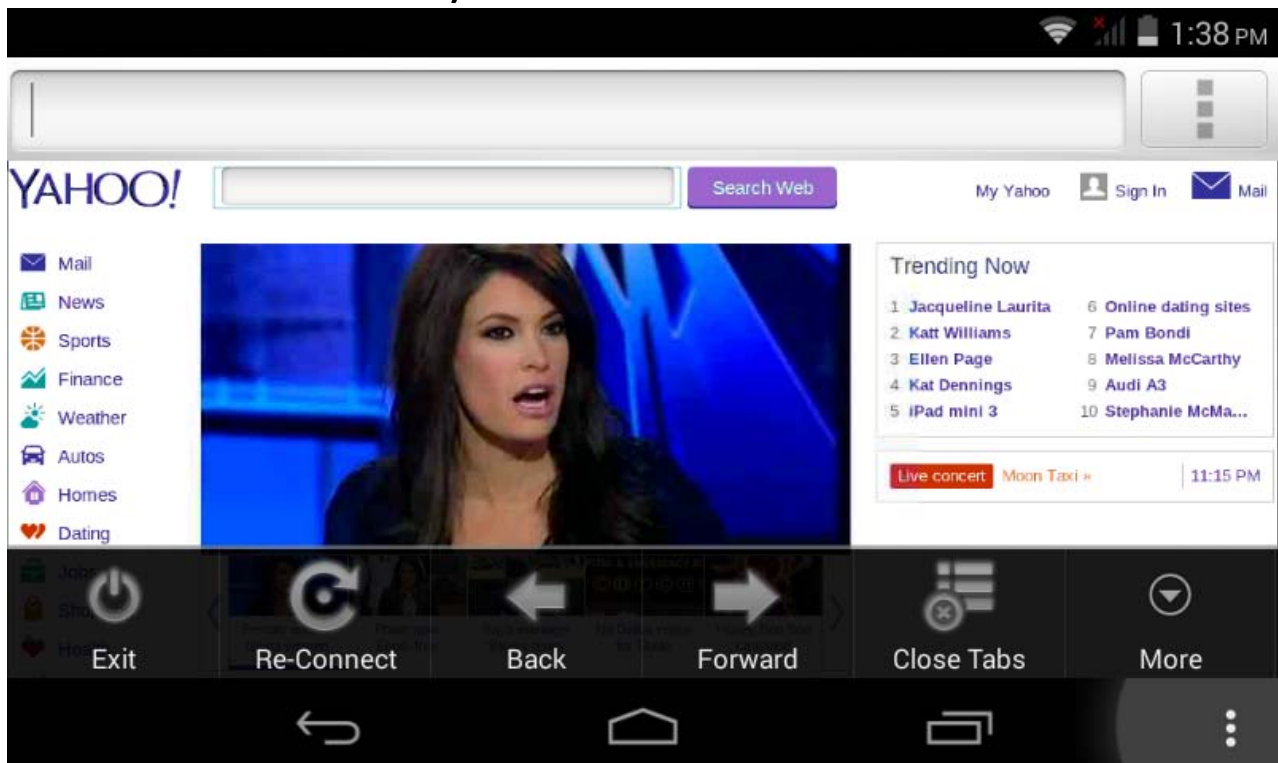 1:38 PM
YAHOO!
Search Web
My Yahoo
Sign In
Mail
Mail
News
Sports
Finance
Weather
Autos
Homes
Dating
Jobs
Trending Now
1 Jacqueline Laurita
2 Katt Williams
3 Ellen Page
4 Kat Dennings
5 iPad mini 3
6 Online dating sites
7 Pam Bondi
8 Melissa McCarthy
9 Audi A3
10 Stephanie McMa...
Live concert Moon Taxi »
11:15 PM
Exit
Re-Connect
Back
Forward
Close Tabs
More